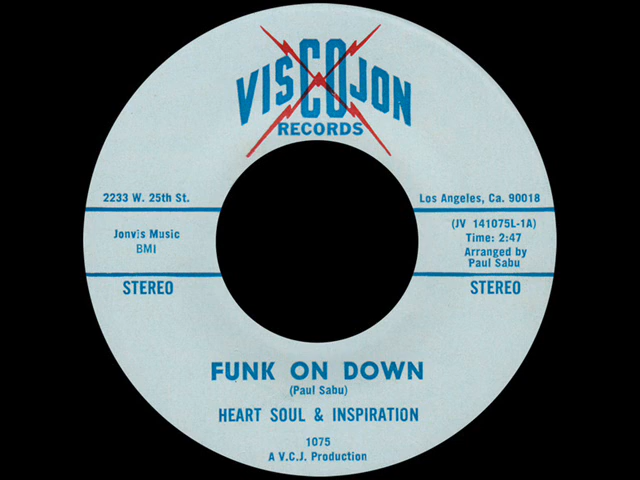 VISCOJON
RECORDS
2233 W. 25th St.
Los Angeles, Ca. 90018
Jonvis Music
BMI
(JV 141075L-1A)
Time: 2:47
Arranged by
Paul Sabu
STEREO
STEREO
FUNK ON DOWN
(Paul Sabu)
HEART SOUL & INSPIRATION
1075
A V.C.J. Production